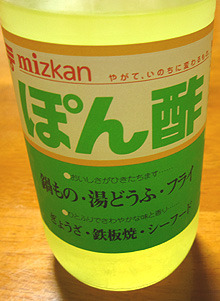 mizkan
やがて、いのちに変わるもの。
ぽん酢
●おいしさがひきたちます
鍋もの・湯どうふ・フライ
ぎょうざ・鉄板焼・シーフード